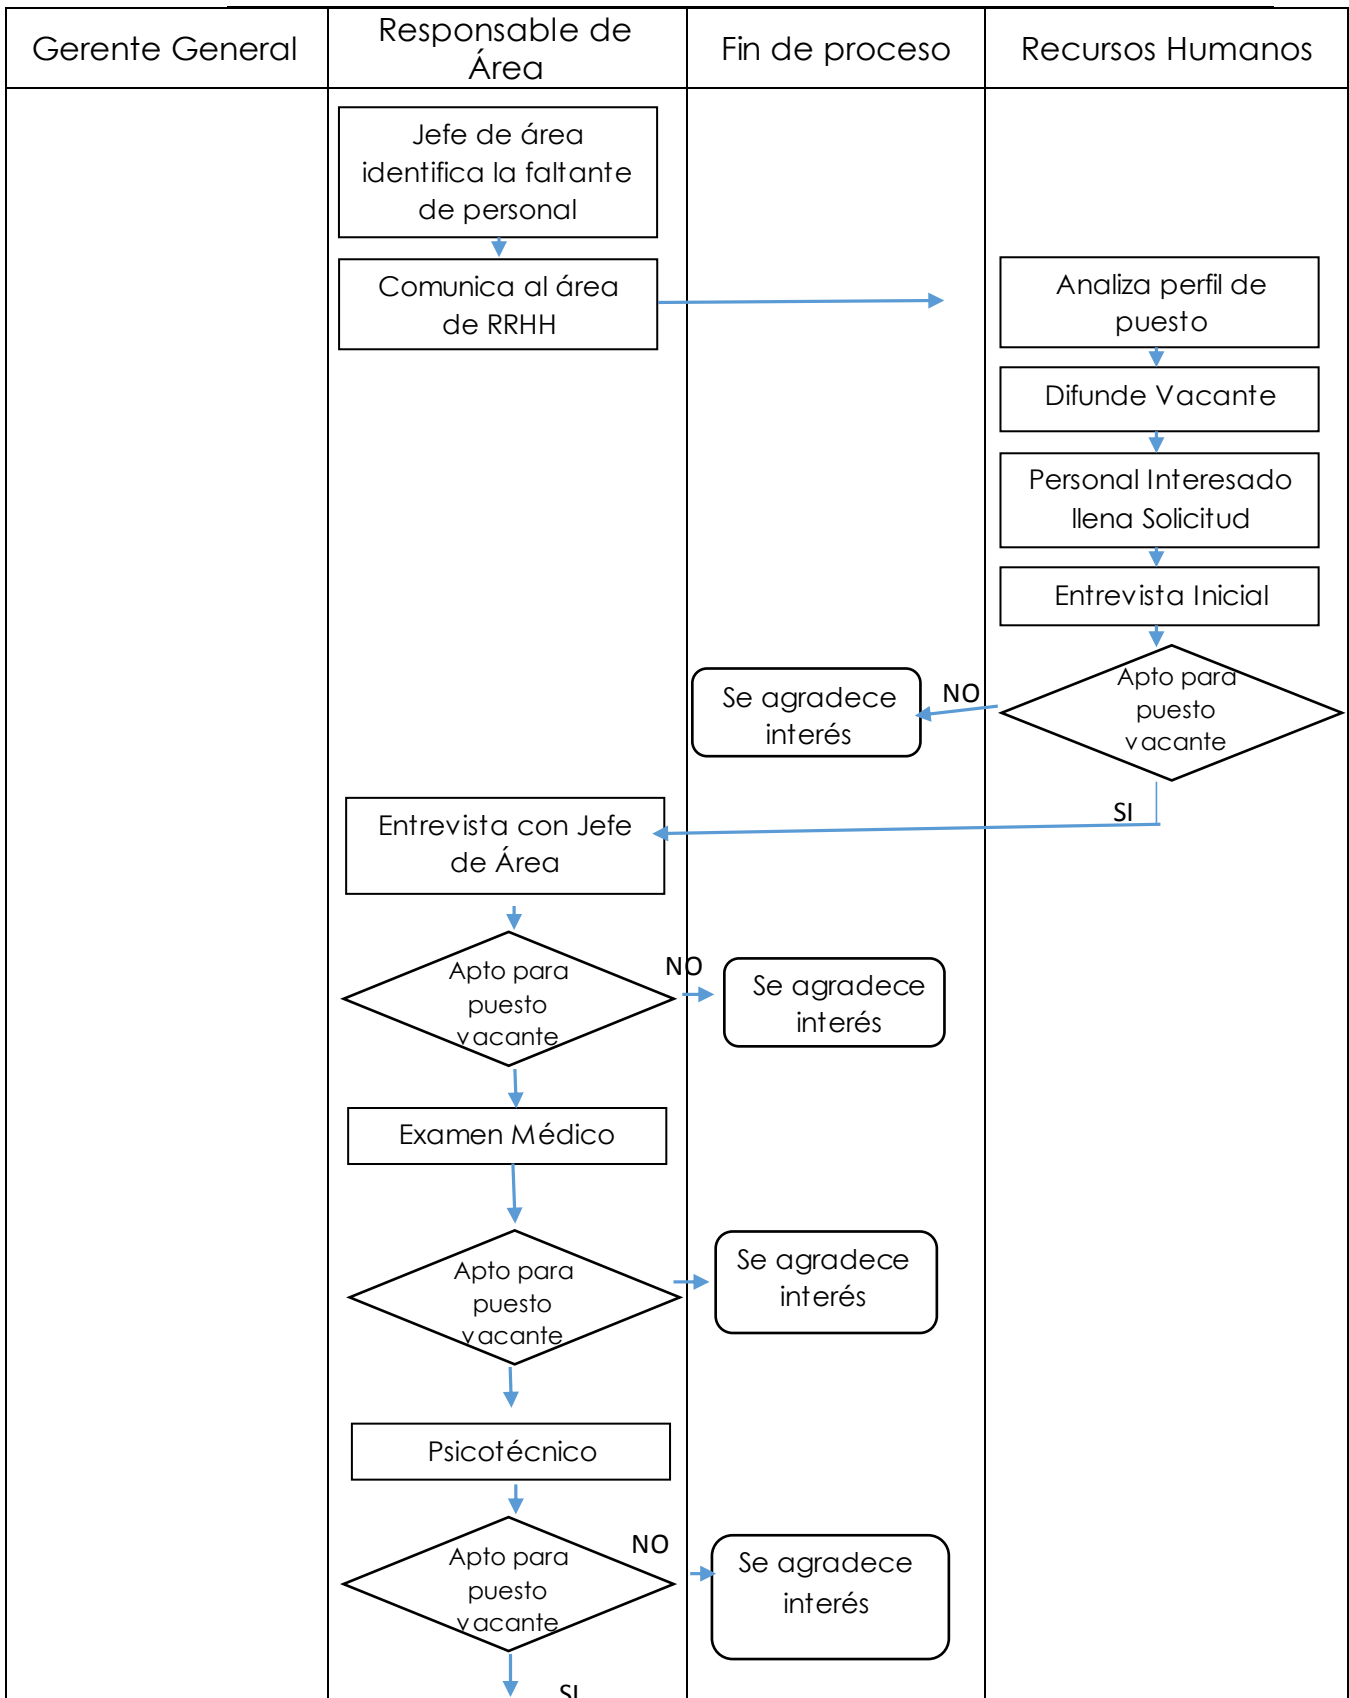 Gerente General
Responsable de
Área
Fin de proceso
Recursos Humanos
Jefe de área
identifica la faltante
de personal
Comunica al área
de RRHH
Analiza perfil de
puesto
Difunde Vacante
Personal Interesado
llena Solicitud
Entrevista Inicial
Apto para
puesto
vacante
NO
Se agradece
interés
SI
Entrevista con Jefe
de Área
Apto para
puesto
vacante
NO
Se agradece
interés
Examen Médico
Apto para
puesto
vacante
Se agradece
interés
Psicotécnico
Apto para
puesto
vacante
NO
Se agradece
interés
SI